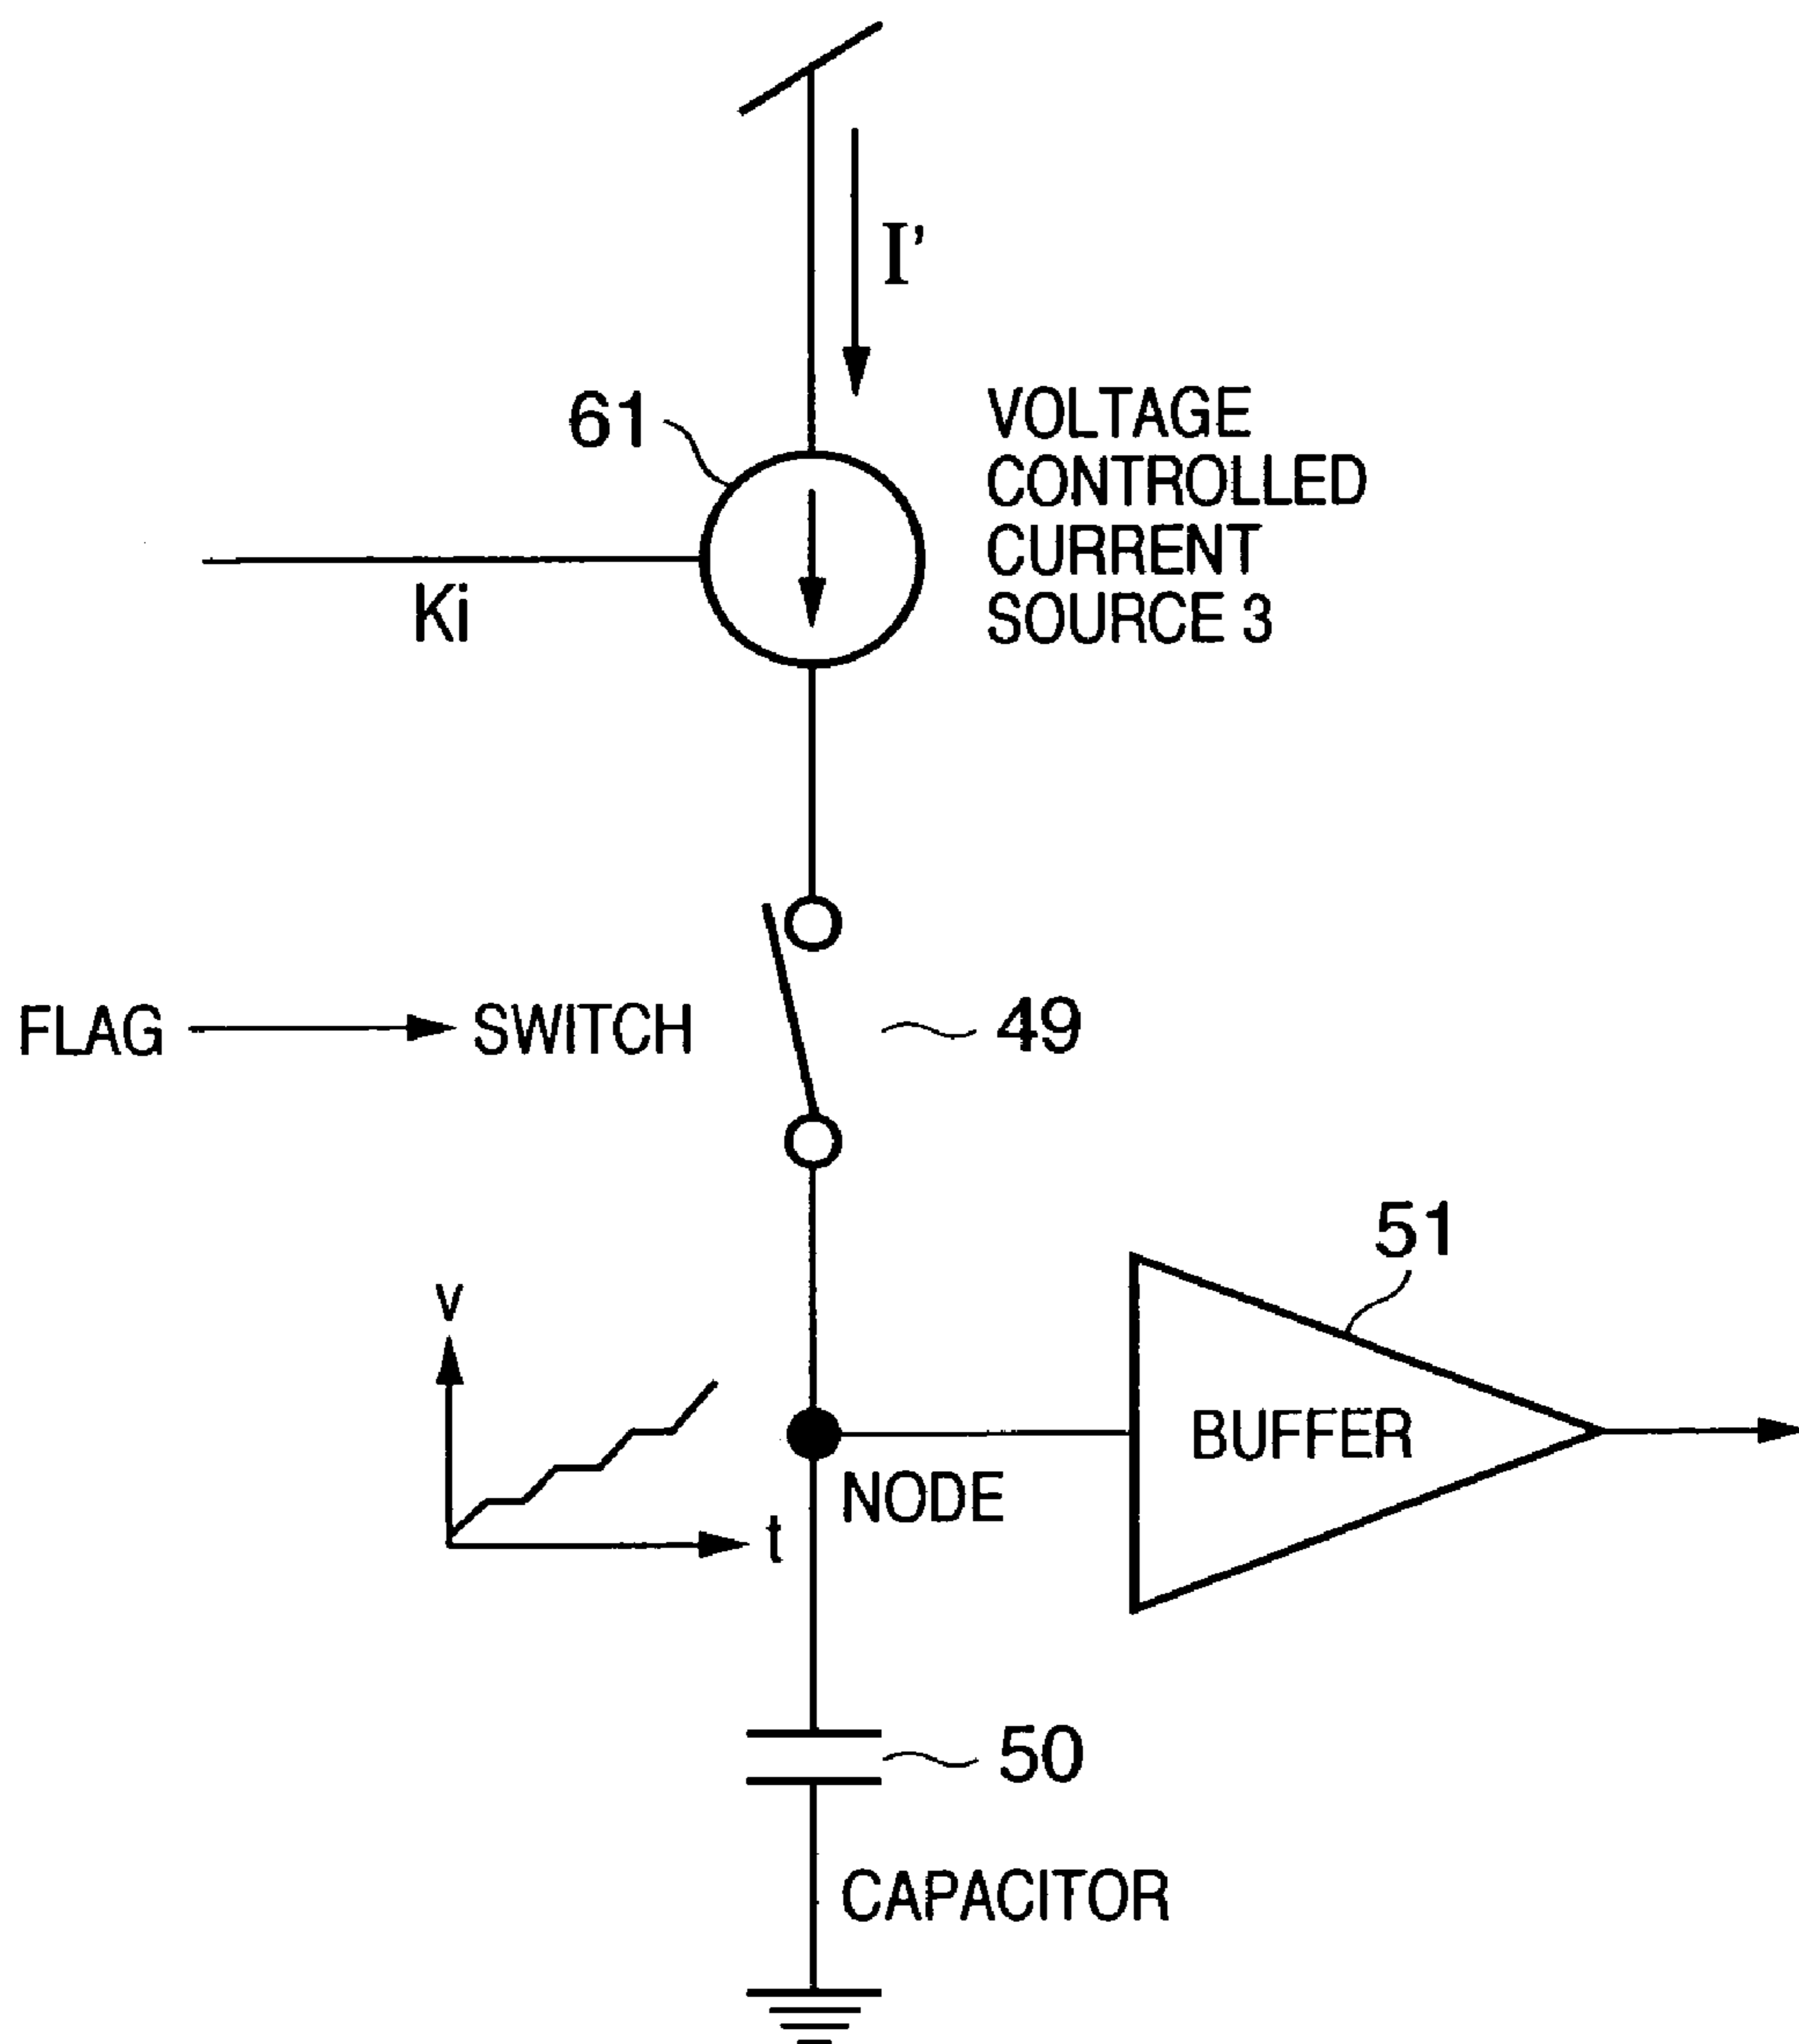 I’
61
VOLTAGE
CONTROLLED
CURRENT
SOURCE 3
Ki
FLAG
SWITCH
49
51
v
BUFFER
NODE
t
50
CAPACITOR